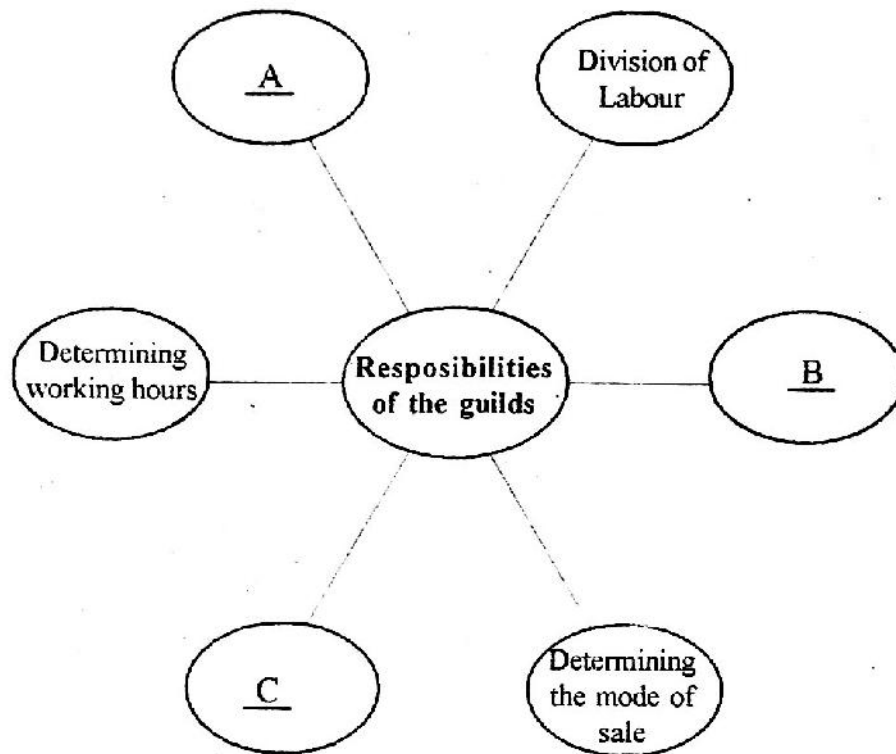 A
Division of
Labour
Determining
working hours
Resposibilities
of the guilds
B
C
Determining
the mode of
sale